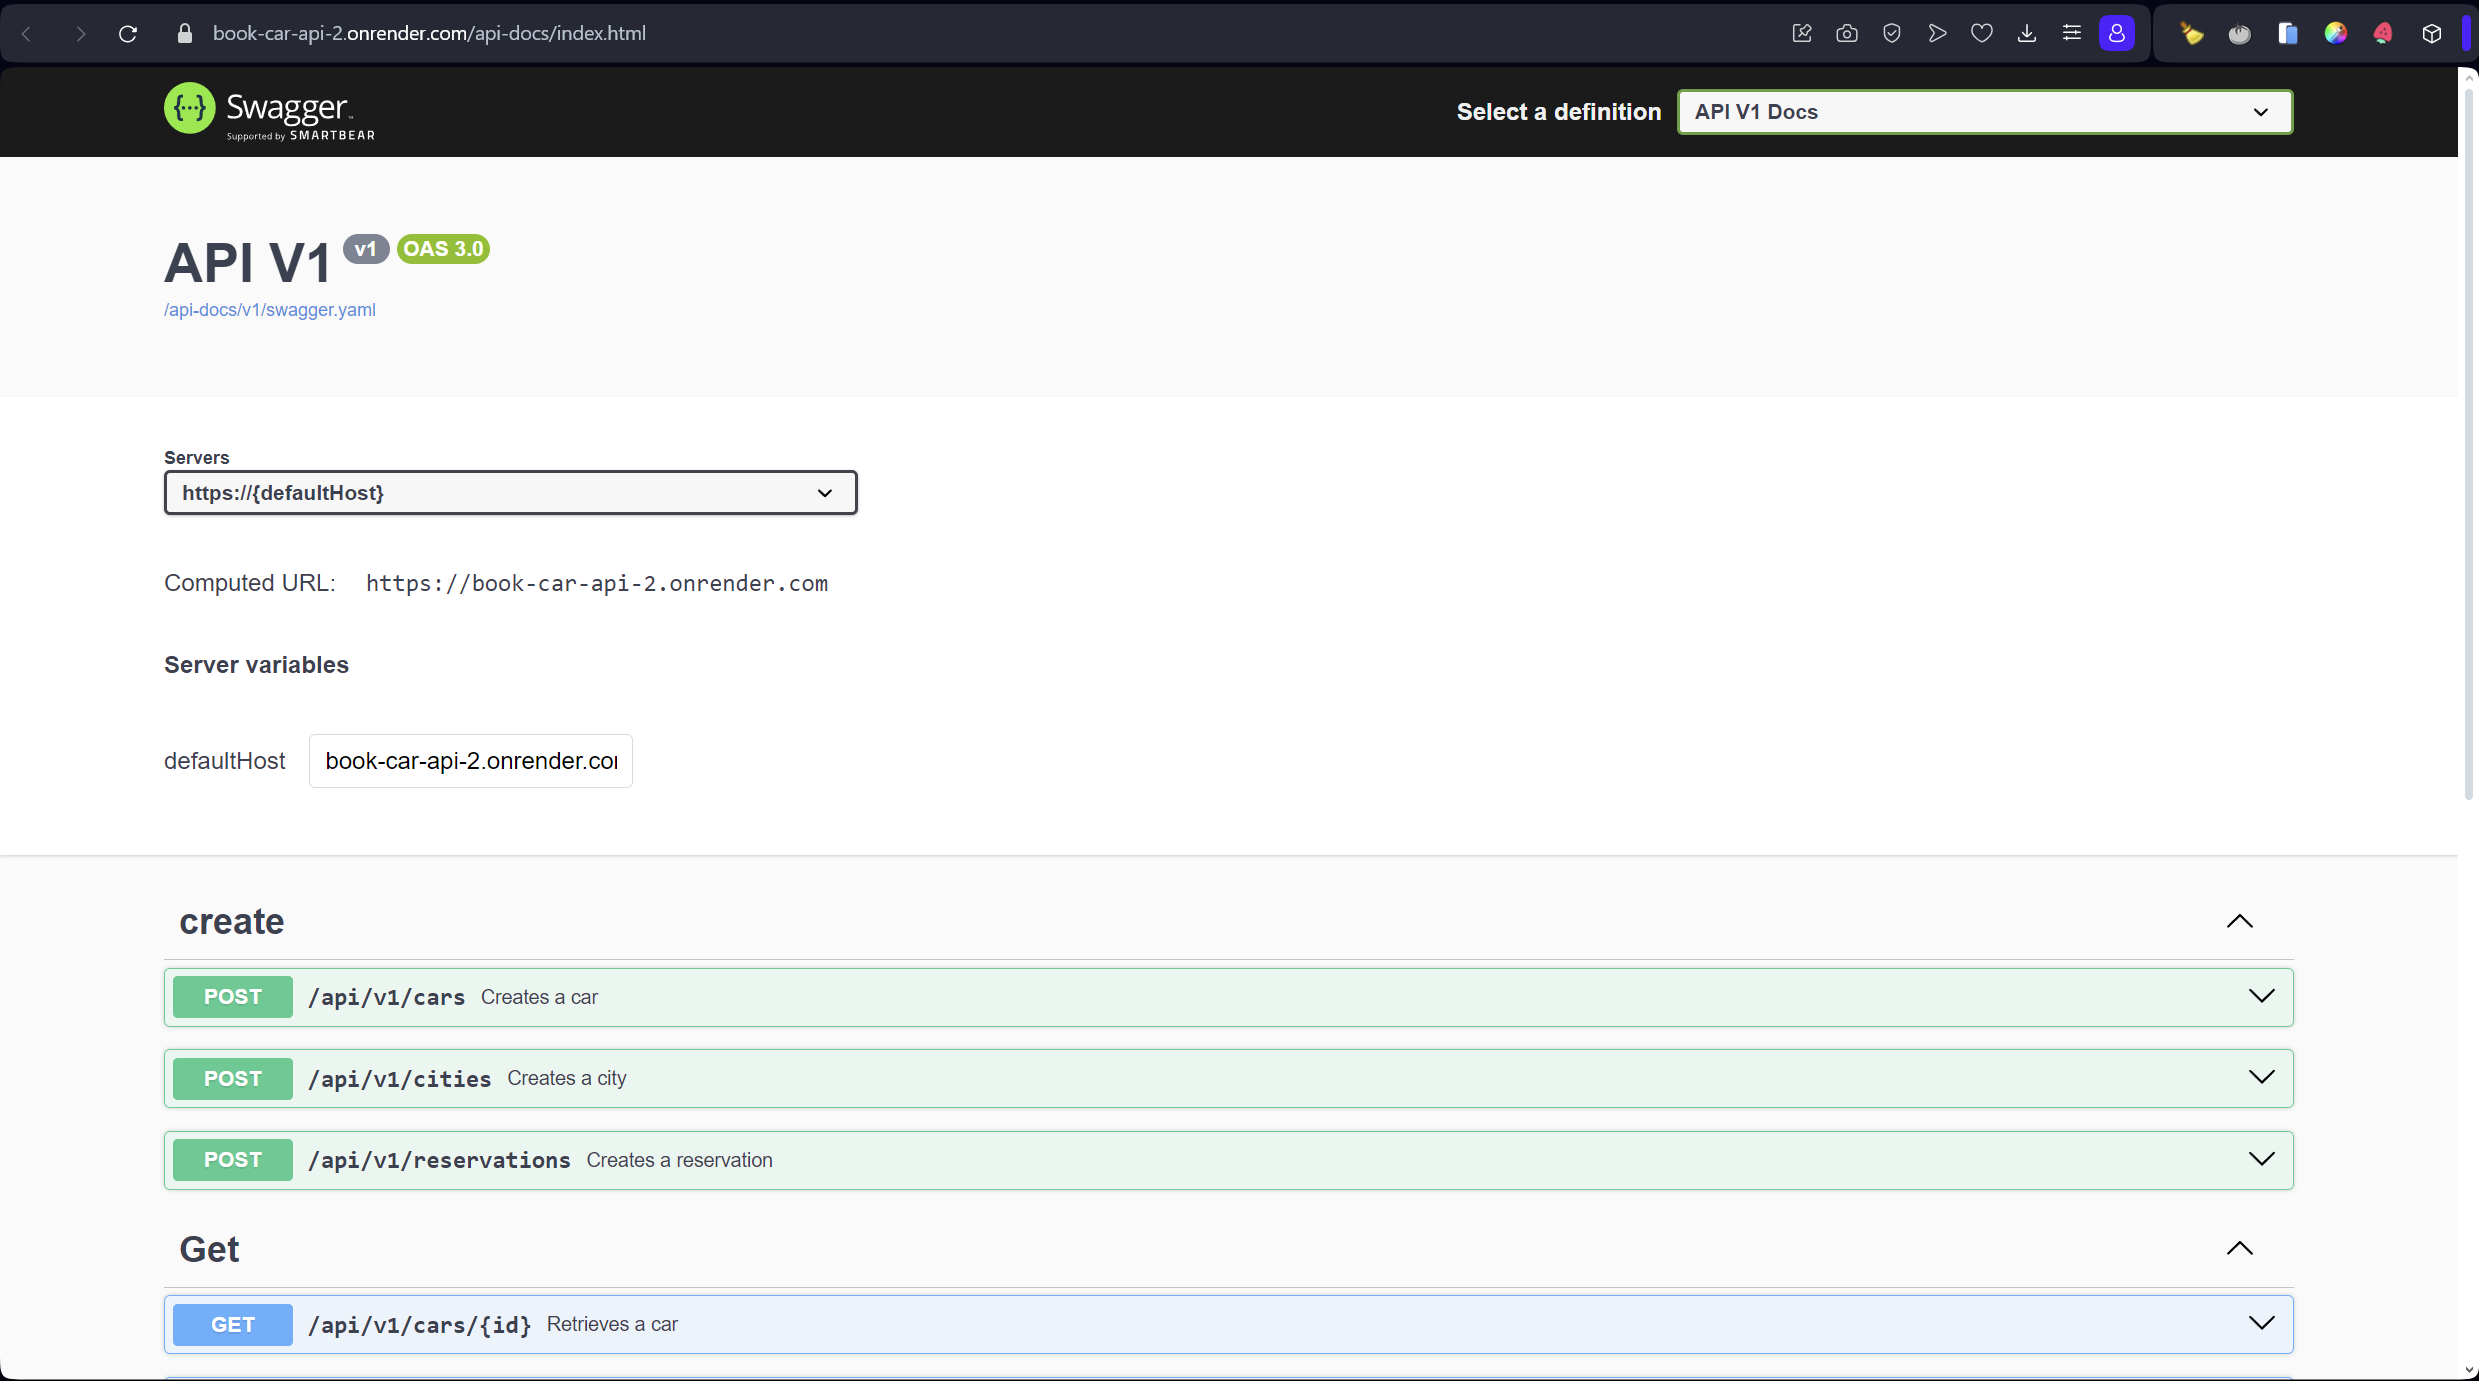 book-car-api-2.onrender.com/api-docs/index.html
Swagger
Supported by SMARTBEAR
Select a definition
API V1 Docs
API V1 v1 OAS 3.0
/api-docs/v1/swagger.yaml
Servers
https://{defaultHost}
Computed URL: https://book-car-api-2.onrender.com
Server variables
defaultHost book-car-api-2.onrender.co
create
POST /api/v1/cars Creates a car
POST /api/v1/cities Creates a city
POST /api/v1/reservations Creates a reservation
Get
GET /api/v1/cars/{id} Retrieves a car